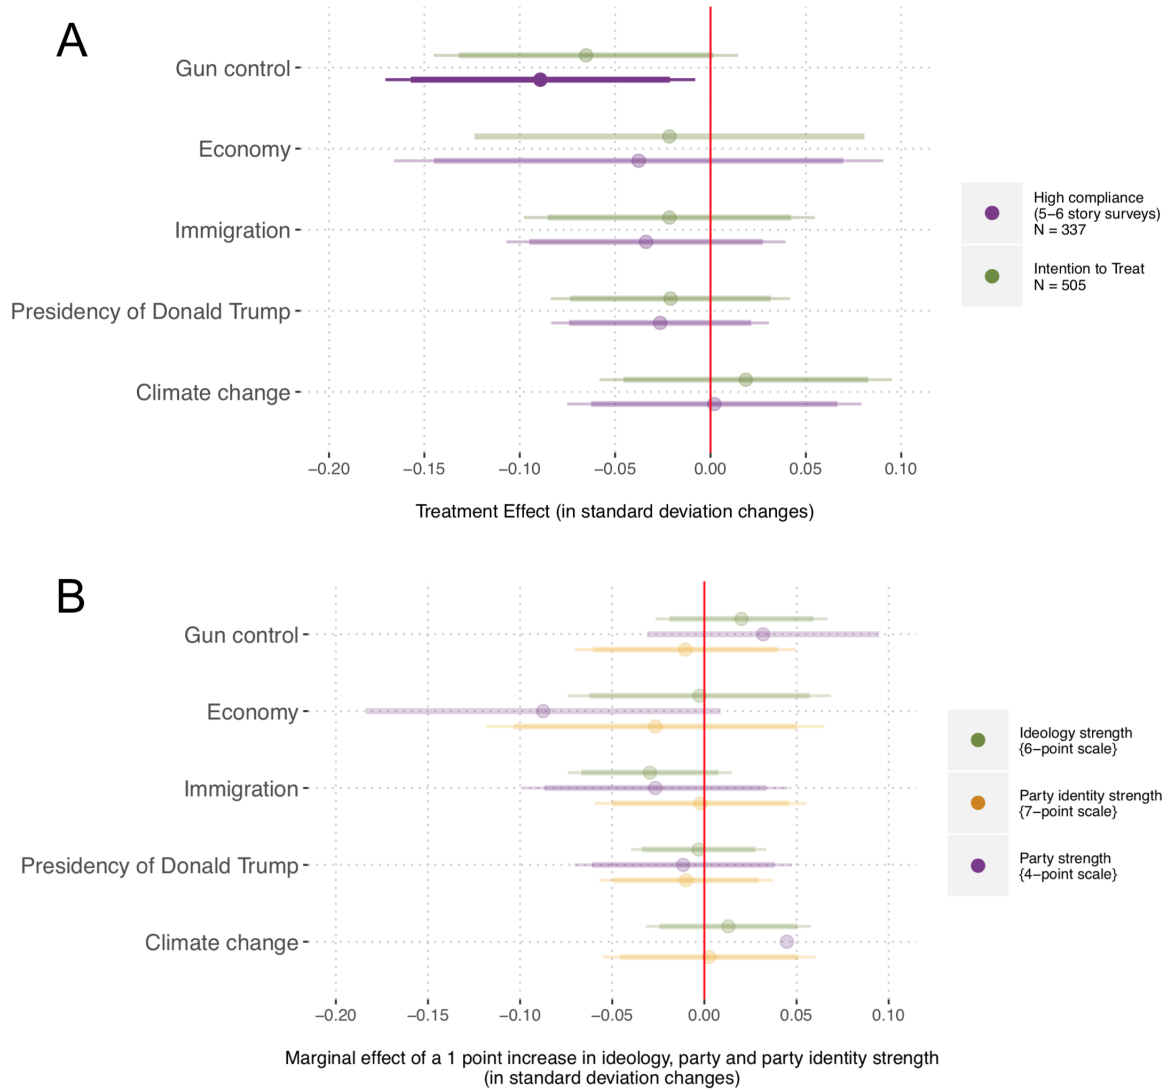 A
Gun control
Economy
Immigration
Presidency of Donald Trump
Climate change
−0.20 −0.15 −0.10 −0.05 0.00 0.05 0.10
Treatment Effect (in standard deviation changes)
High compliance
(5−6 story surveys)
N = 337
Intention to Treat
N = 505
B
Gun control
Economy
Immigration
Presidency of Donald Trump
Climate change
−0.20 −0.15 −0.10 −0.05 0.00 0.05 0.10
Marginal effect of a 1 point increase in ideology, party and party identity strength
(in standard deviation changes)
Ideology strength
{6−point scale}
Party identity strength
{7−point scale}
Party strength
{4−point scale}